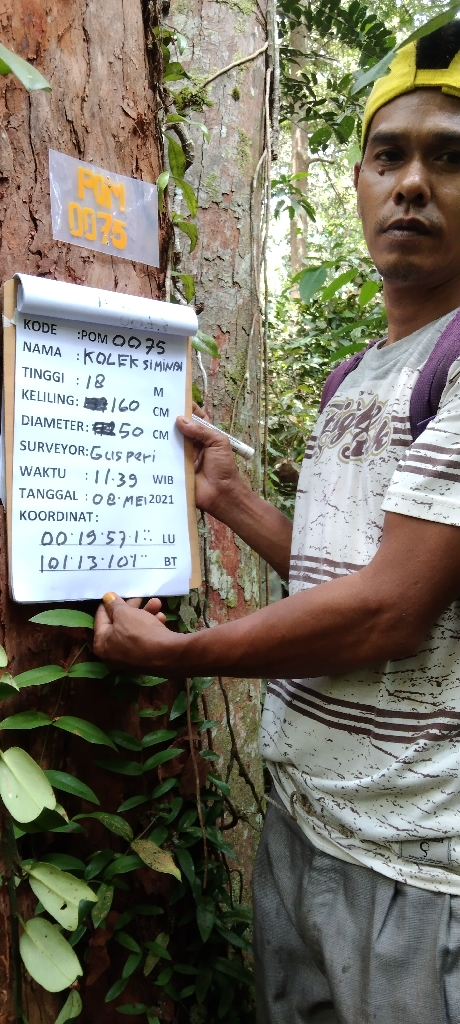 POM
0075
KODE :POM 0075
NAMA : KOLEK SIMINAI
TINGGI : 18 M
KELILING: 160 CM
DIAMETER: 50 CM
SURVEYOR: Gusperi
WAKTU : 11.39 WIB
TANGGAL : 08 MEI 2021
KOORDINAT:
00°19'57.1" LU
101°13'10.1" BT